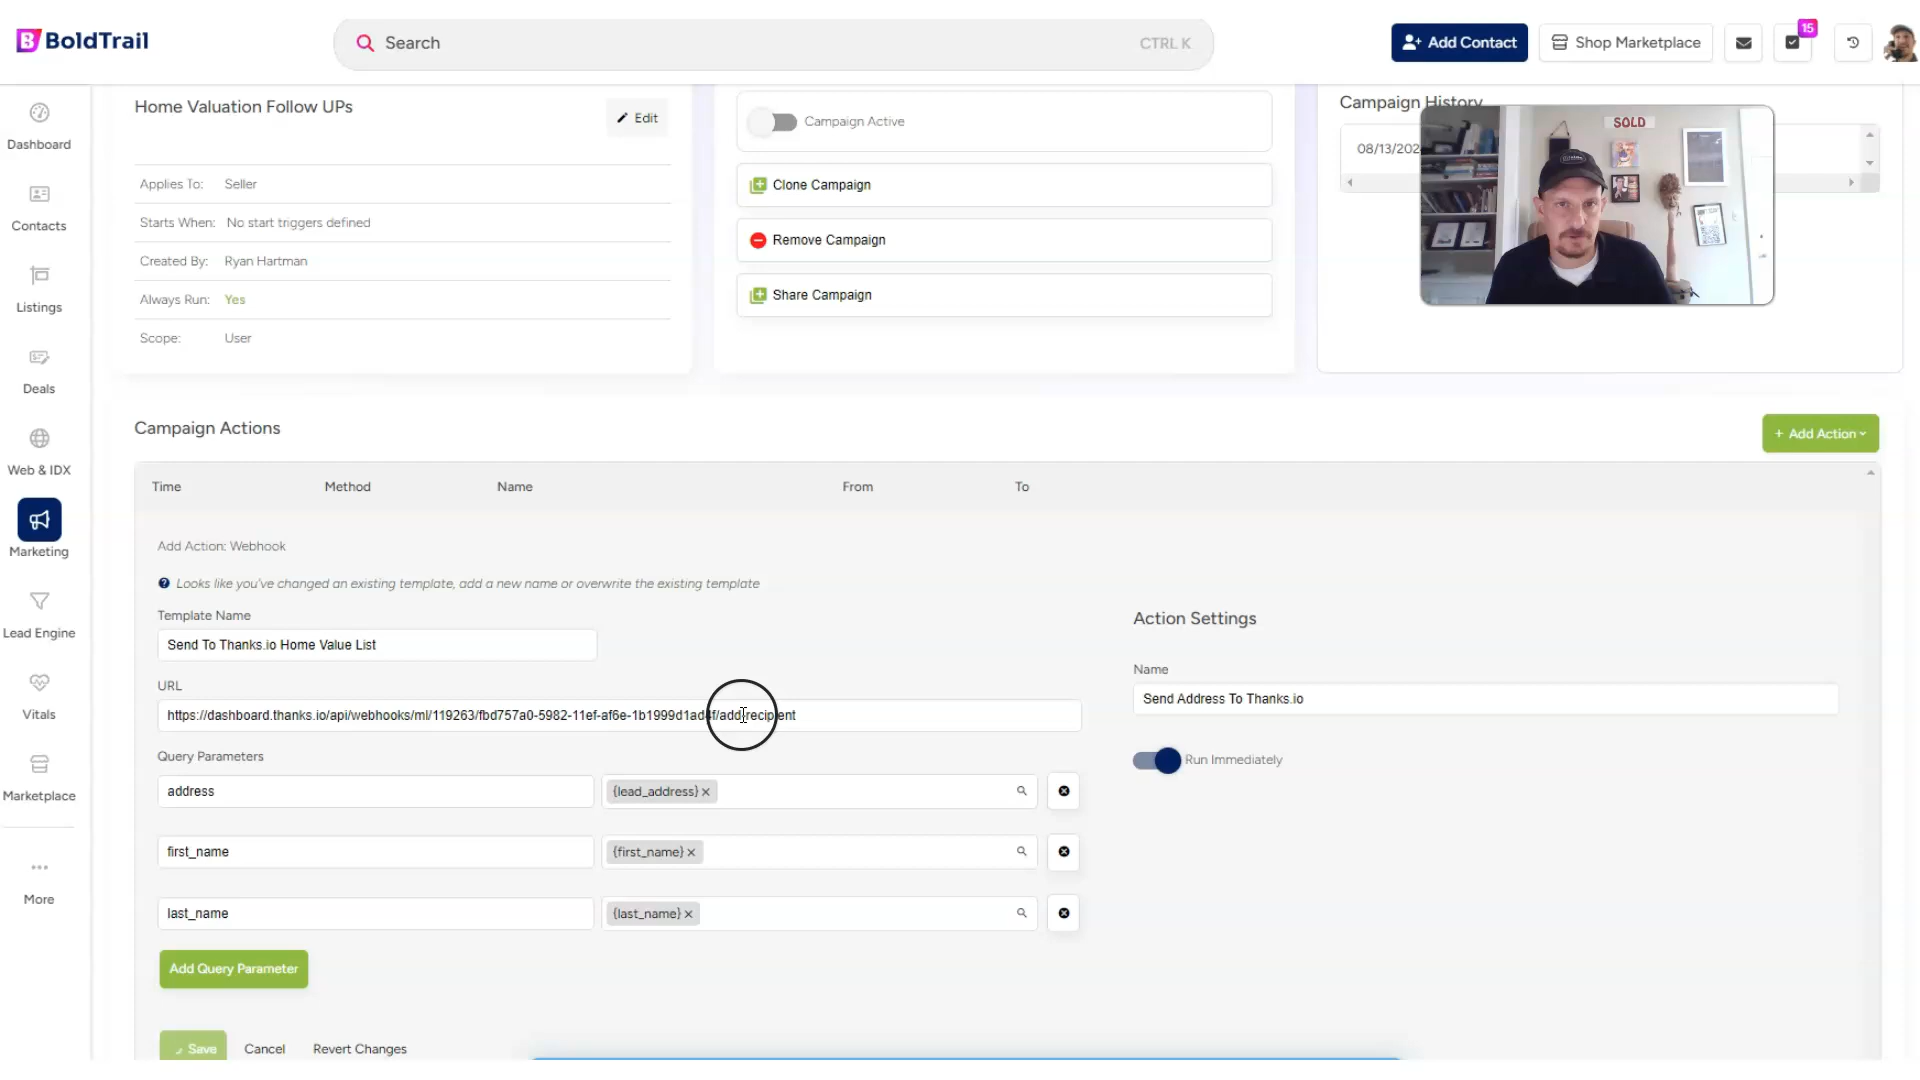 BoldTrail
Search
CTRL K
Add Contact
Shop Marketplace
15
Dashboard
Contacts
Listings
Deals
Web & IDX
Marketing
Lead Engine
Vitals
Marketplace
More
Home Valuation Follow UPs
Edit
Applies To: Seller
Starts When: No start triggers defined
Created By: Ryan Hartman
Always Run: Yes
Scope: User
Campaign Active
Clone Campaign
Remove Campaign
Share Campaign
Campaign History
08/13/202
SOLD
Campaign Actions
+ Add Action
Time Method Name From To
Add Action: Webhook
Looks like you've changed an existing template, add a new name or overwrite the existing template
Template Name
Send To Thanks.io Home Value List
URL
https://dashboard.thanks.io/api/webhooks/ml/119263/fbd757a0-5982-11ef-af6e-1b1999d1ad4f/add-recipient
Query Parameters
address {lead_address}
first_name {first_name}
last_name {last_name}
Add Query Parameter
Save Cancel Revert Changes
Action Settings
Name
Send Address To Thanks.io
Run Immediately